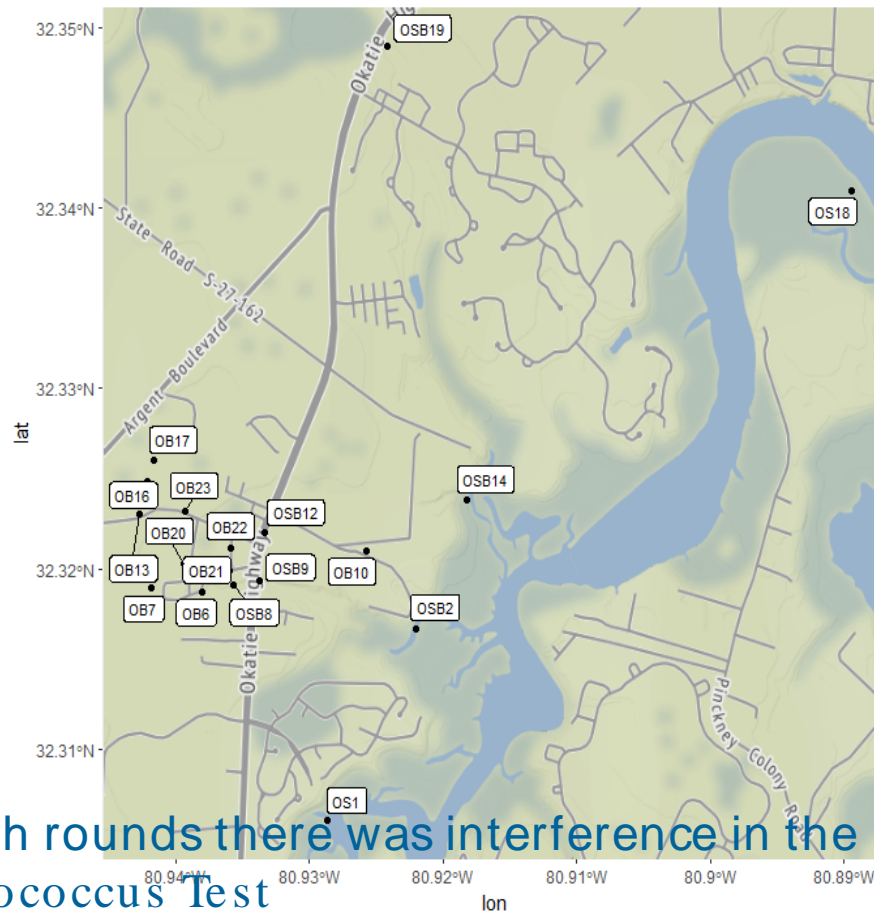 32.35°N
OSB19
Okatie Hig
32.34°N
OS18
State Road S-27-162
Argent Boulevard
32.33°N
lat
OB17
OB16
OB23
OSB14
OB20
OB22
OSB12
OB13
OB21
OSB9
OB10
32.32°N
OB7
OB6
OSB8
OSB2
Okatie Highway
32.31°N
Pinckney Colony Road
OS1
h rounds there was interference in the
ococcus Test
80.94°W
80.93°W
80.92°W
80.91°W
80.9°W
80.89°W
lon